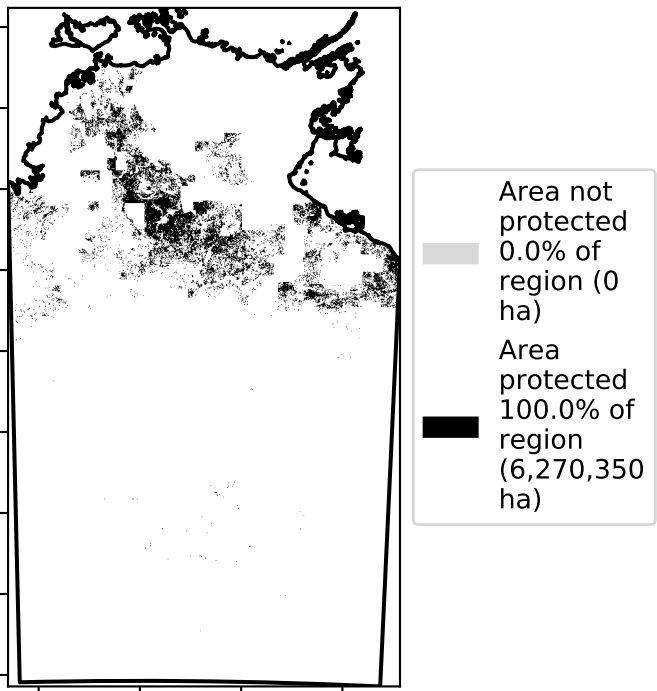 Area not
protected
0.0% of
region (0
ha)
Area
protected
100.0% of
region
(6,270,350
ha)